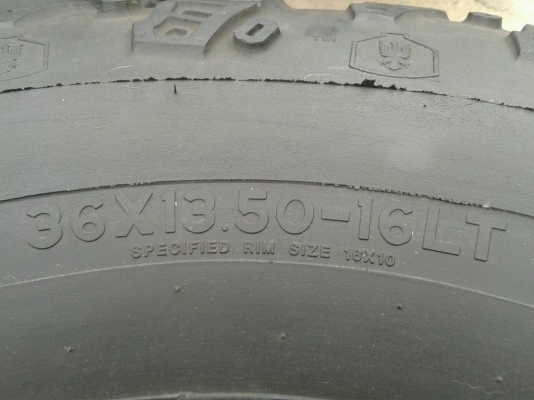 36X13.50-16LT
SPECIFIED RIM SIZE 16X10